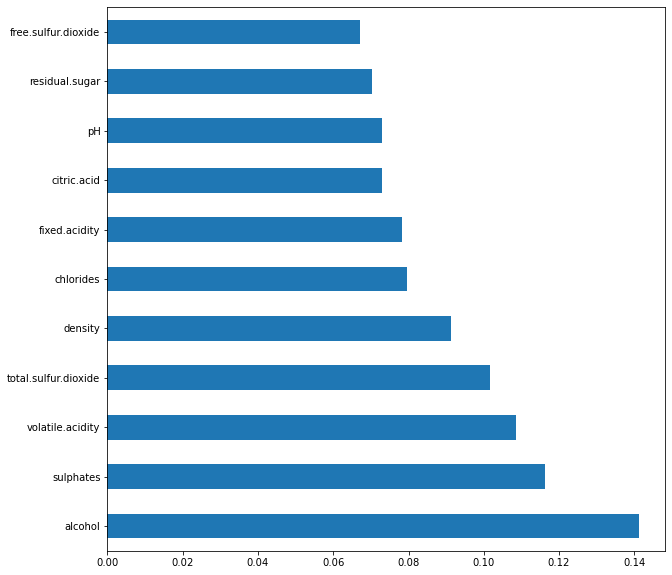 free.sulfur.dioxide
residual.sugar
pH
citric.acid
fixed.acidity
chlorides
density
total.sulfur.dioxide
volatile.acidity
sulphates
alcohol
0.00 0.02 0.04 0.06 0.08 0.10 0.12 0.14